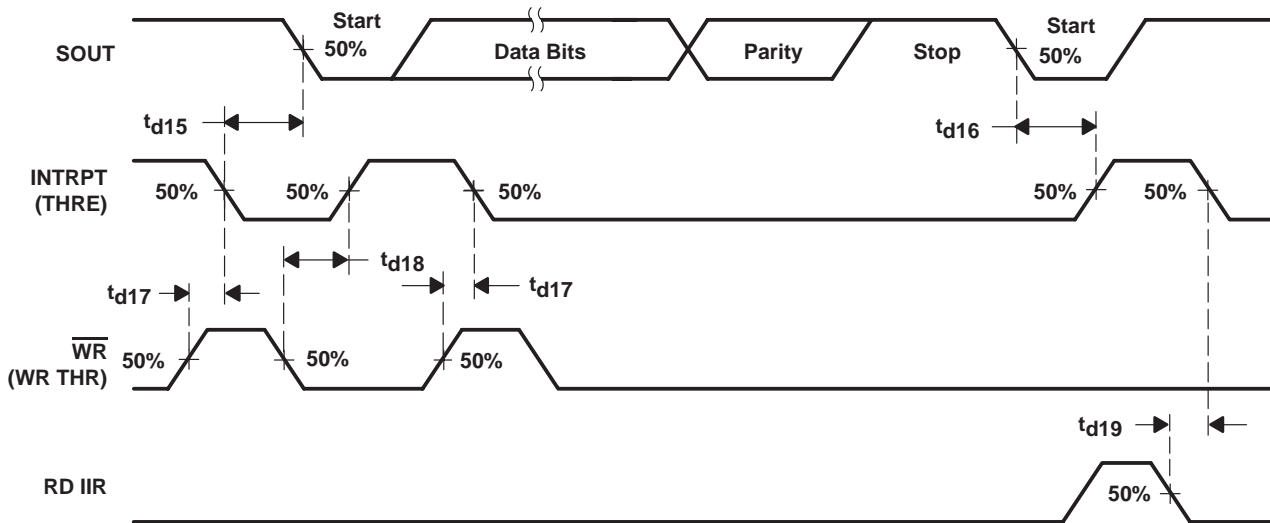 Start
Start
SOUT
50%
Data Bits
Parity
Stop
50%
td15
td16
INTRPT
(THRE)
50%
50%
50%
50%
50%
td18
td17
td17
WR
(WR THR)
50%
50%
50%
td19
RD IIR
50%